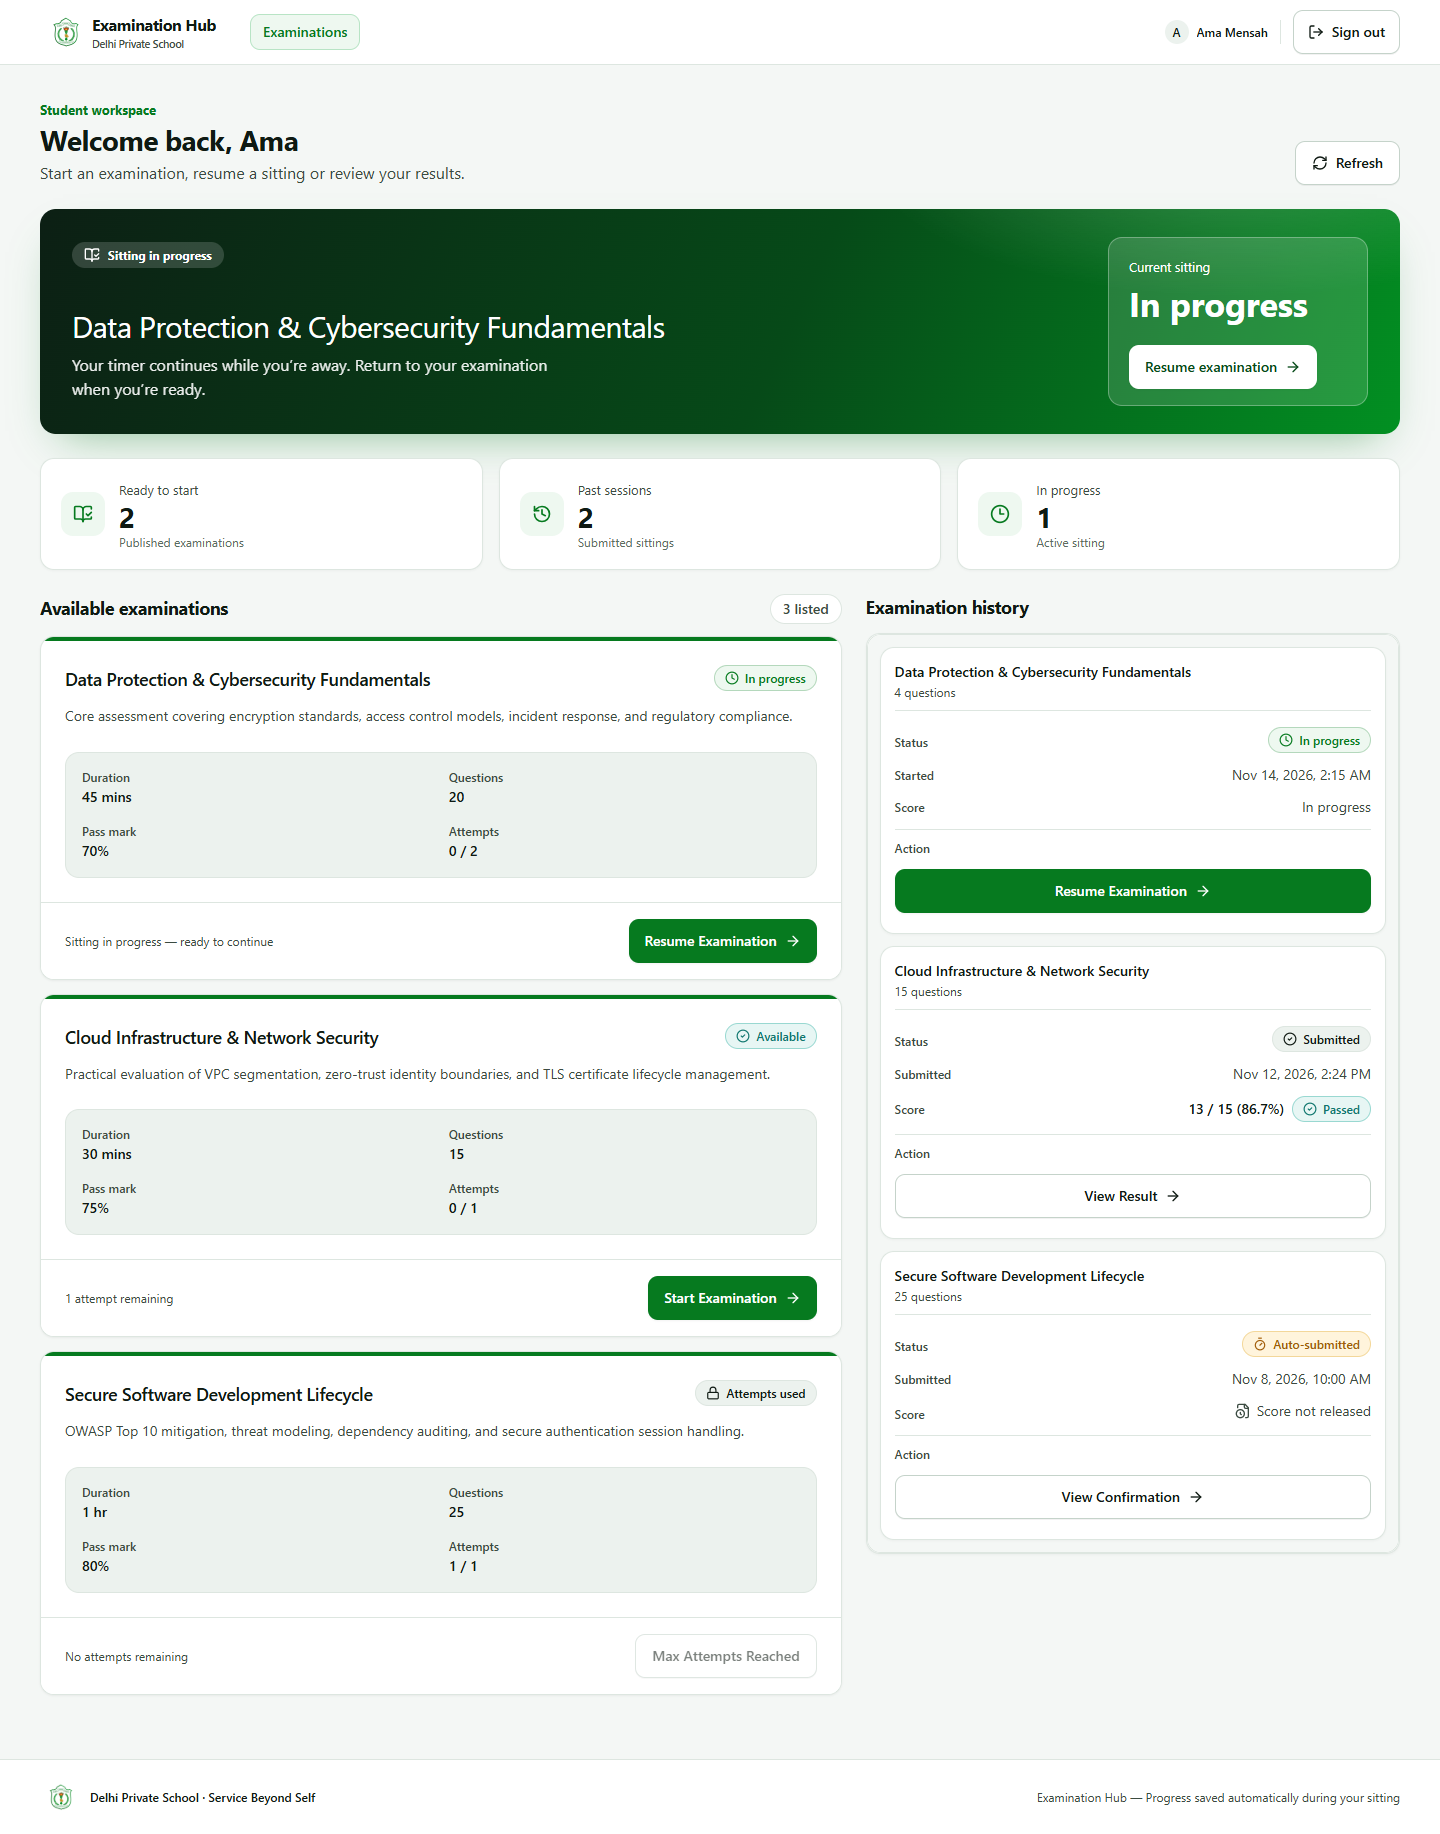 Examination Hub
Delhi Private School
Examinations
A
Ama Mensah
Sign out
Student workspace
Welcome back, Ama
Start an examination, resume a sitting or review your results.
Refresh
Sitting in progress
Data Protection & Cybersecurity Fundamentals
Your timer continues while you’re away. Return to your examination
when you’re ready.
Current sitting
In progress
Resume examination
Ready to start
2
Published examinations
Past sessions
2
Submitted sittings
In progress
1
Active sitting
Available examinations
3 listed
Data Protection & Cybersecurity Fundamentals
In progress
Core assessment covering encryption standards, access control models, incident response, and regulatory compliance.
Duration
45 mins
Questions
20
Pass mark
70%
Attempts
0 / 2
Sitting in progress — ready to continue
Resume Examination
Cloud Infrastructure & Network Security
Available
Practical evaluation of VPC segmentation, zero-trust identity boundaries, and TLS certificate lifecycle management.
Duration
30 mins
Questions
15
Pass mark
75%
Attempts
0 / 1
1 attempt remaining
Start Examination
Secure Software Development Lifecycle
Attempts used
OWASP Top 10 mitigation, threat modeling, dependency auditing, and secure authentication session handling.
Duration
1 hr
Questions
25
Pass mark
80%
Attempts
1 / 1
No attempts remaining
Max Attempts Reached
Examination history
Data Protection & Cybersecurity Fundamentals
4 questions
Status
In progress
Started
Nov 14, 2026, 2:15 AM
Score
In progress
Action
Resume Examination
Cloud Infrastructure & Network Security
15 questions
Status
Submitted
Submitted
Nov 12, 2026, 2:24 PM
Score
13 / 15 (86.7%)
Passed
Action
View Result
Secure Software Development Lifecycle
25 questions
Status
Auto-submitted
Submitted
Nov 8, 2026, 10:00 AM
Score
Score not released
Action
View Confirmation
Delhi Private School · Service Beyond Self
Examination Hub — Progress saved automatically during your sitting